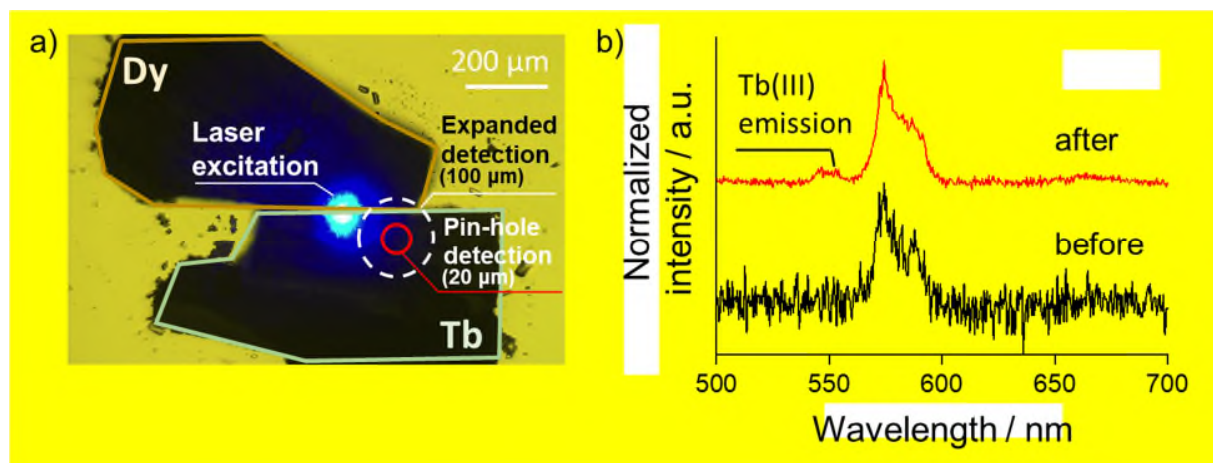 a)
Dy
200 µm
Laser
excitation
Expanded
detection
(100 µm)
Pin-hole
detection
(20 µm)
Tb
b)
Normalized
intensity / a.u.
Tb(III)
emission
after
before
500
550
600
650
700
Wavelength / nm